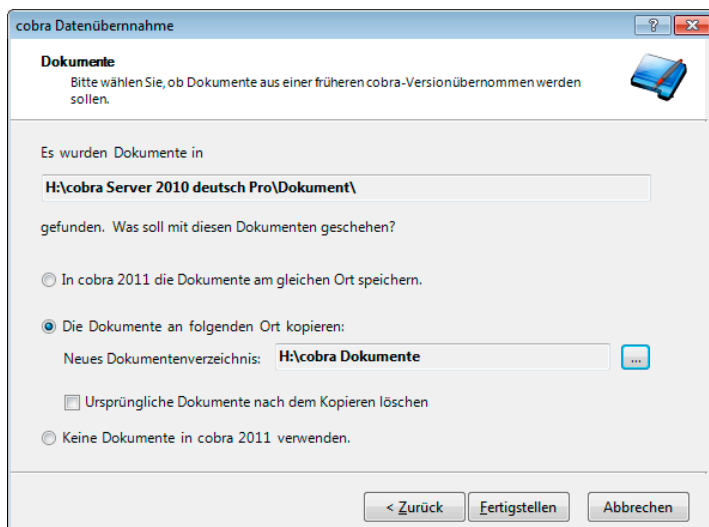 cobra Datenübernnahme
Dokumente
Bitte wählen Sie, ob Dokumente aus einer früheren cobra-Versionübernommen werden
sollen.
Es wurden Dokumente in
H:\cobra Server 2010 deutsch Pro\Dokument\
gefunden. Was soll mit diesen Dokumenten geschehen?
In cobra 2011 die Dokumente am gleichen Ort speichern.
Die Dokumente an folgenden Ort kopieren:
Neues Dokumentenverzeichnis: H:\cobra Dokumente ...
Ursprüngliche Dokumente nach dem Kopieren löschen
Keine Dokumente in cobra 2011 verwenden.
< Zurück Fertigstellen Abbrechen